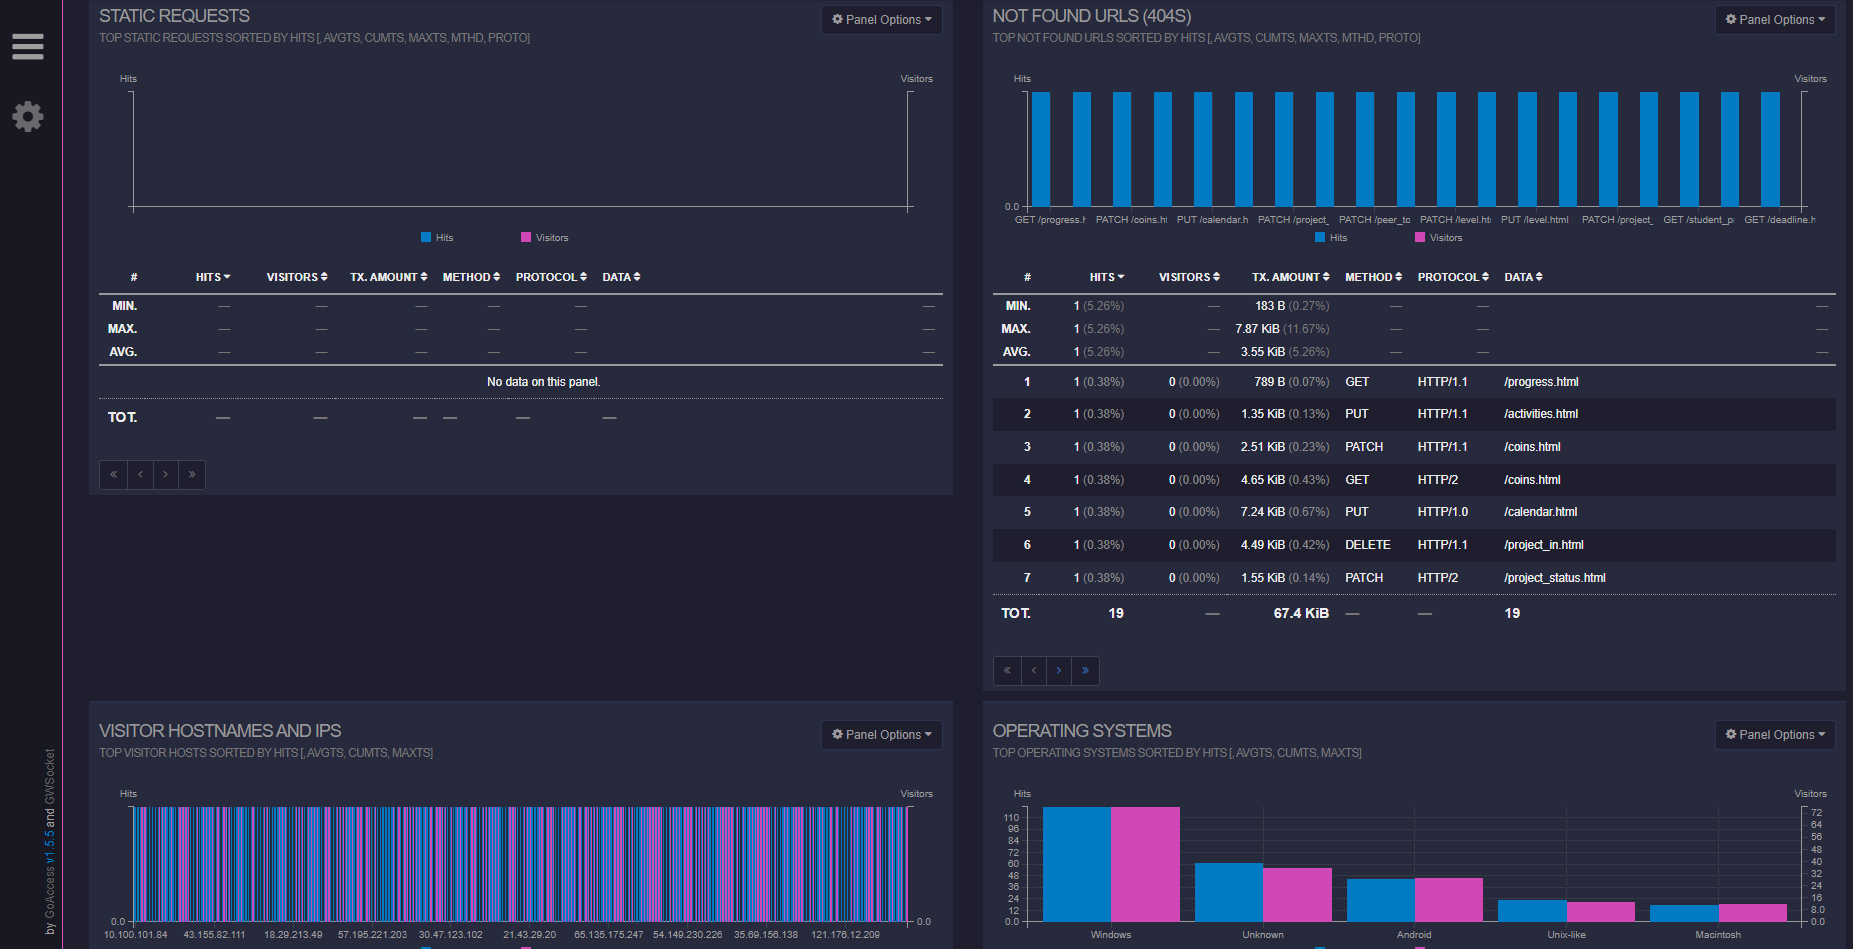 STATIC REQUESTS
Panel Options
TOP STATIC REQUESTS SORTED BY HITS [, AVGTS, CUMTS, MAXTS, MTHD, PROTO]
Hits
Visitors
Hits Visitors
# HITS VISITORS TX. AMOUNT METHOD PROTOCOL DATA
MIN. — — — — — —
MAX. — — — — — —
AVG. — — — — — —
No data on this panel.
TOT. — — — — — —
« ‹ › »
NOT FOUND URLS (404S)
Panel Options
TOP NOT FOUND URLS SORTED BY HITS [, AVGTS, CUMTS, MAXTS, MTHD, PROTO]
Hits
Visitors
0.0
GET /progress.h PATCH /coins.ht PUT /calendar.h PATCH /project_ PATCH /peer_to PATCH /level.ht PUT /level.html PATCH /project_ GET /student_p GET /deadline.h
Hits Visitors
# HITS VISITORS TX. AMOUNT METHOD PROTOCOL DATA
MIN. 1 (5.26%) — 183 B (0.27%) — — —
MAX. 1 (5.26%) — 7.87 KiB (11.67%) — — —
AVG. 1 (5.26%) — 3.55 KiB (5.26%) — — —
1 1 (0.38%) 0 (0.00%) 789 B (0.07%) GET HTTP/1.1 /progress.html
2 1 (0.38%) 0 (0.00%) 1.35 KiB (0.13%) PUT HTTP/1.1 /activities.html
3 1 (0.38%) 0 (0.00%) 2.51 KiB (0.23%) PATCH HTTP/1.1 /coins.html
4 1 (0.38%) 0 (0.00%) 4.65 KiB (0.43%) GET HTTP/2 /coins.html
5 1 (0.38%) 0 (0.00%) 7.24 KiB (0.67%) PUT HTTP/1.0 /calendar.html
6 1 (0.38%) 0 (0.00%) 4.49 KiB (0.42%) DELETE HTTP/1.1 /project_in.html
7 1 (0.38%) 0 (0.00%) 1.55 KiB (0.14%) PATCH HTTP/2 /project_status.html
TOT. 19 — 67.4 KiB — — 19
« ‹ › »
VISITOR HOSTNAMES AND IPS
Panel Options
TOP VISITOR HOSTS SORTED BY HITS [, AVGTS, CUMTS, MAXTS]
Hits
Visitors
0.0
0.0
10.100.101.84 43.155.82.111 18.29.213.49 57.195.221.203 30.47.123.102 21.43.29.20 65.135.175.247 54.149.230.226 35.69.156.138 121.176.12.209
OPERATING SYSTEMS
Panel Options
TOP OPERATING SYSTEMS SORTED BY HITS [, AVGTS, CUMTS, MAXTS]
Hits
Visitors
110
96
84
72
60
48
36
24
12
0.0
72
64
56
48
40
32
24
16
8.0
0.0
Windows Unknown Android Unix-like Macintosh
by GoAccess v1.5.5 and GWSocket